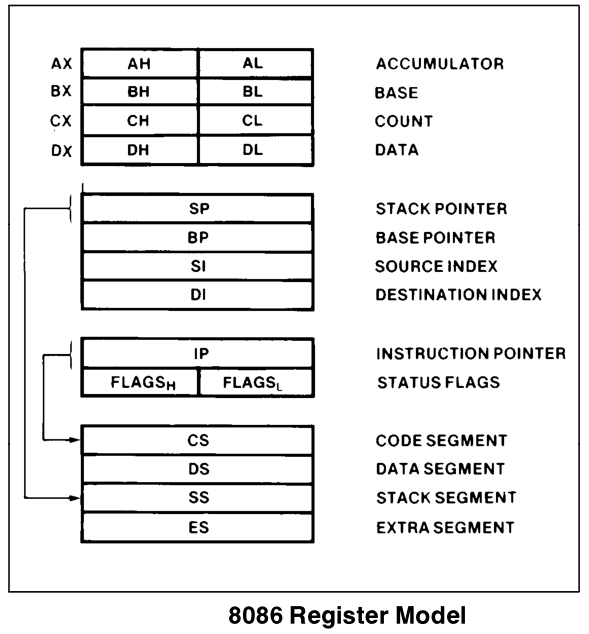 AX AH AL ACCUMULATOR
BX BH BL BASE
CX CH CL COUNT
DX DH DL DATA
SP STACK POINTER
BP BASE POINTER
SI SOURCE INDEX
DI DESTINATION INDEX
IP INSTRUCTION POINTER
FLAGSH FLAGSL STATUS FLAGS
CS CODE SEGMENT
DS DATA SEGMENT
SS STACK SEGMENT
ES EXTRA SEGMENT
8086 Register Model